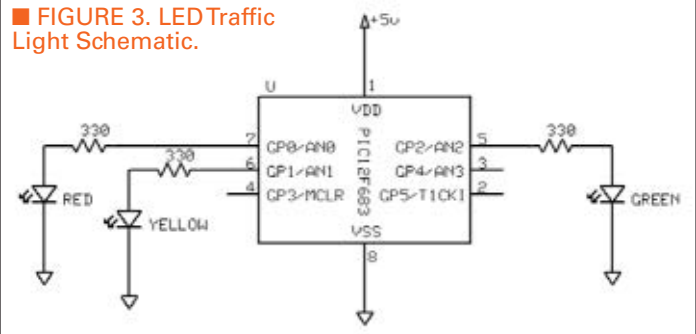 ■ FIGURE 3. LED Traffic
Light Schematic.
+5v
U
1
VDD
330
7
GP0/AN0
330
6
GP1/AN1
4
GP3/MCLR
PIC12F683
GP2/AN2
5
330
GP4/AN3
3
GP5/T1CKI
2
RED
YELLOW
GREEN
VSS
8